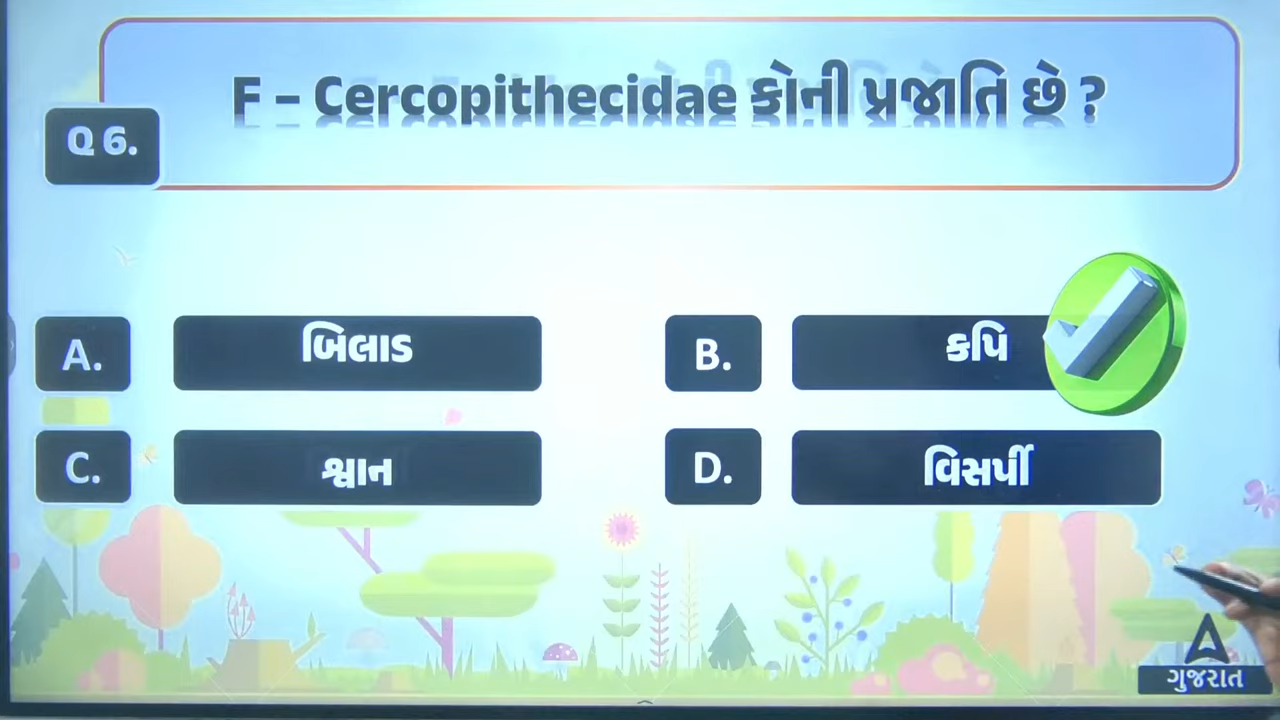 F – Cercopithecidae કોની પ્રજાતિ છે ?
Q 6.
A. બિલાડ
B. કપિ
C. શ્વાન
D. વિસર્પી
ગુજરાત